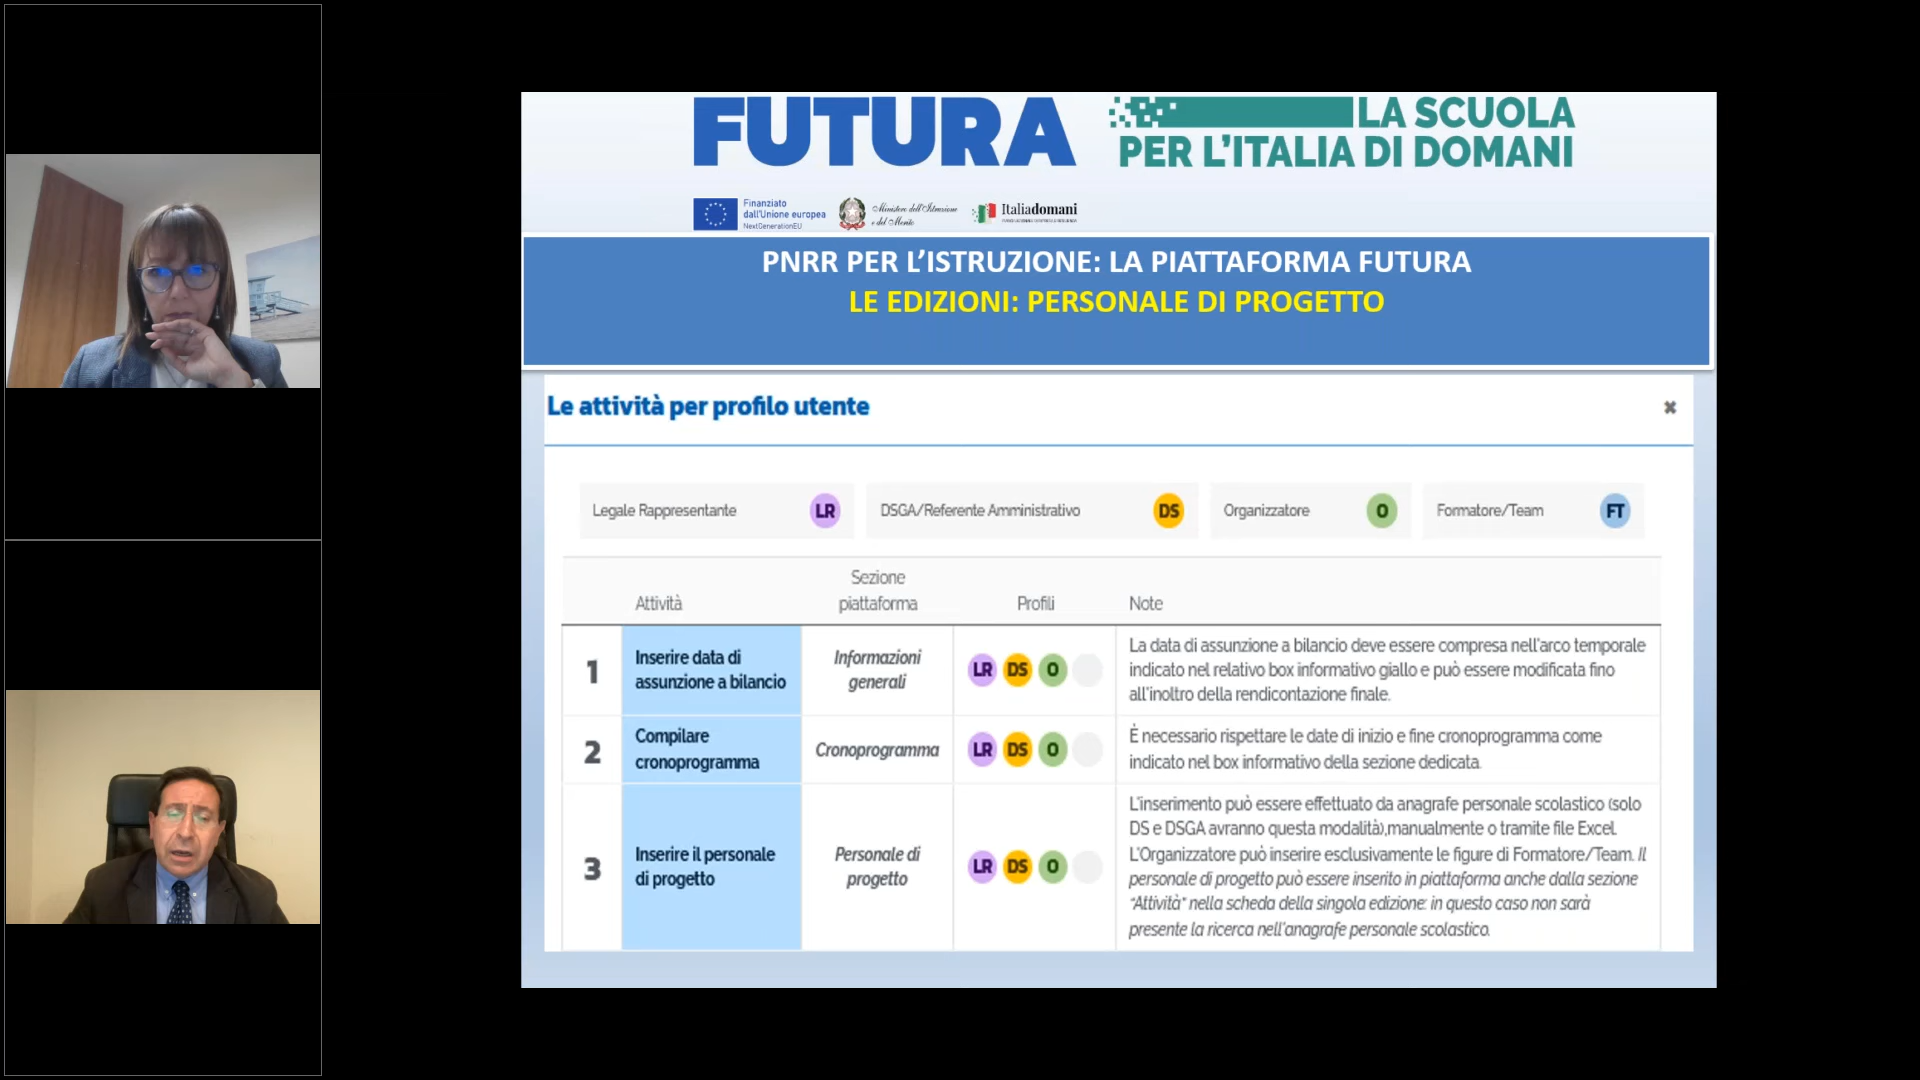 FUTURA
LA SCUOLA
PER L'ITALIA DI DOMANI
Finanziato
dall'Unione europea
NextGenerationEU
Ministero dell'Istruzione
e del Merito
Italiadomani
PNRR PER L'ISTRUZIONE: LA PIATTAFORMA FUTURA
LE EDIZIONI: PERSONALE DI PROGETTO
Le attività per profilo utente
Legale Rappresentante LR DSGA/Referente Amministrativo DS Organizzatore O Formatore/Team FT
Sezione
Attività piattaforma Profili Note
1
Inserire data di
assunzione a bilancio
Informazioni
generali
LR DS O
La data di assunzione a bilancio deve essere compresa nell'arco temporale
indicato nel relativo box informativo giallo e può essere modificata fino
all'inoltro della rendicontazione finale.
2
Compilare
cronoprogramma
Cronoprogramma
LR DS O
È necessario rispettare le date di inizio e fine cronoprogramma come
indicato nel box informativo della sezione dedicata.
3
Inserire il personale
di progetto
Personale di
progetto
LR DS O
L'inserimento può essere effettuato da anagrafe personale scolastico (solo
DS e DSGA avranno questa modalità),manualmente o tramite file Excel.
L'Organizzatore può inserire esclusivamente le figure di Formatore/Team. Il
personale di progetto può essere inserito in piattaforma anche dalla sezione
"Attività" nella scheda della singola edizione: in questo caso non sarà
presente la ricerca nell'anagrafe personale scolastico.